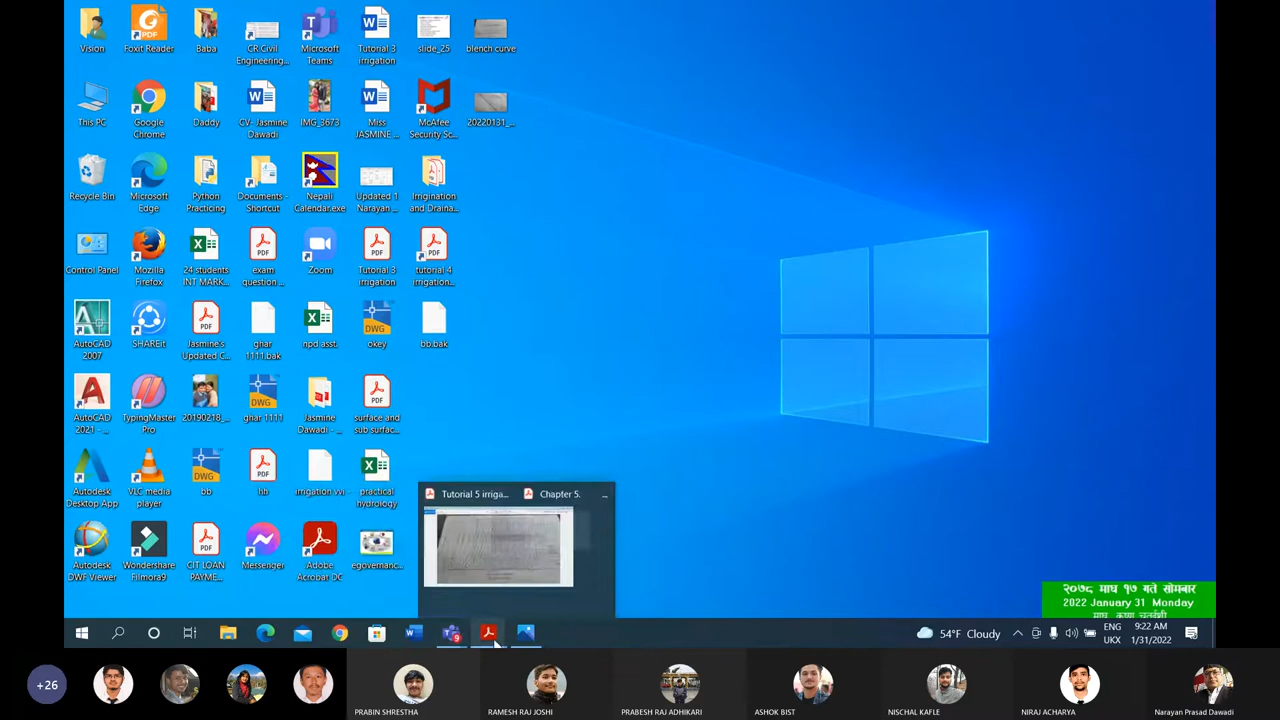 Vision
Foxit Reader
Baba
CR Civil
Engineering...
Microsoft
Teams
Tutorial 3
irrigation
slide_25
blench curve
This PC
Google
Chrome
Daddy
CV- Jasmine
Dawadi
IMG_3673
Miss
JASMINE ...
McAfee
Security Sc...
20220131_...
Recycle Bin
Microsoft
Edge
Python
Practicing
Documents -
Shortcut
Nepali
Calendar.exe
Updated 1
Narayan ...
Irrigination
and Draina...
Control Panel
Mozilla
Firefox
24 students
INT MARK...
exam
question ...
Zoom
Tutorial 3
irrigation
tutorial 4
irrigation...
AutoCAD
2007
SHAREit
Jasmine's
Updated C...
ghar
1111.bak
npd asst.
okey
bb.bak
AutoCAD
2021 - ...
TypingMaster
Pro
20190218_...
ghar 1111
Jasmine
Dawadi - ...
surface and
sub surfac...
Autodesk
Desktop App
VLC media
player
bb
hh
irrigation vvi
practical
hydrology
Autodesk
DWF Viewer
Wondershare
Filmora9
CIT LOAN
PAYME...
Messenger
Adobe
Acrobat DC
egovernanc...
Tutorial 5 irriga...
Chapter 5.
...
२०७८ माघ १७ गते सोमबार
2022 January 31 Monday
माघ कृष्ण चतुर्दशी
54°F Cloudy
ENG
UKX
9:22 AM
1/31/2022
+26
PRABIN SHRESTHA
RAMESH RAJ JOSHI
PRABESH RAJ ADHIKARI
ASHOK BIST
NISCHAL KAFLE
NIRAJ ACHARYA
Narayan Prasad Dawadi